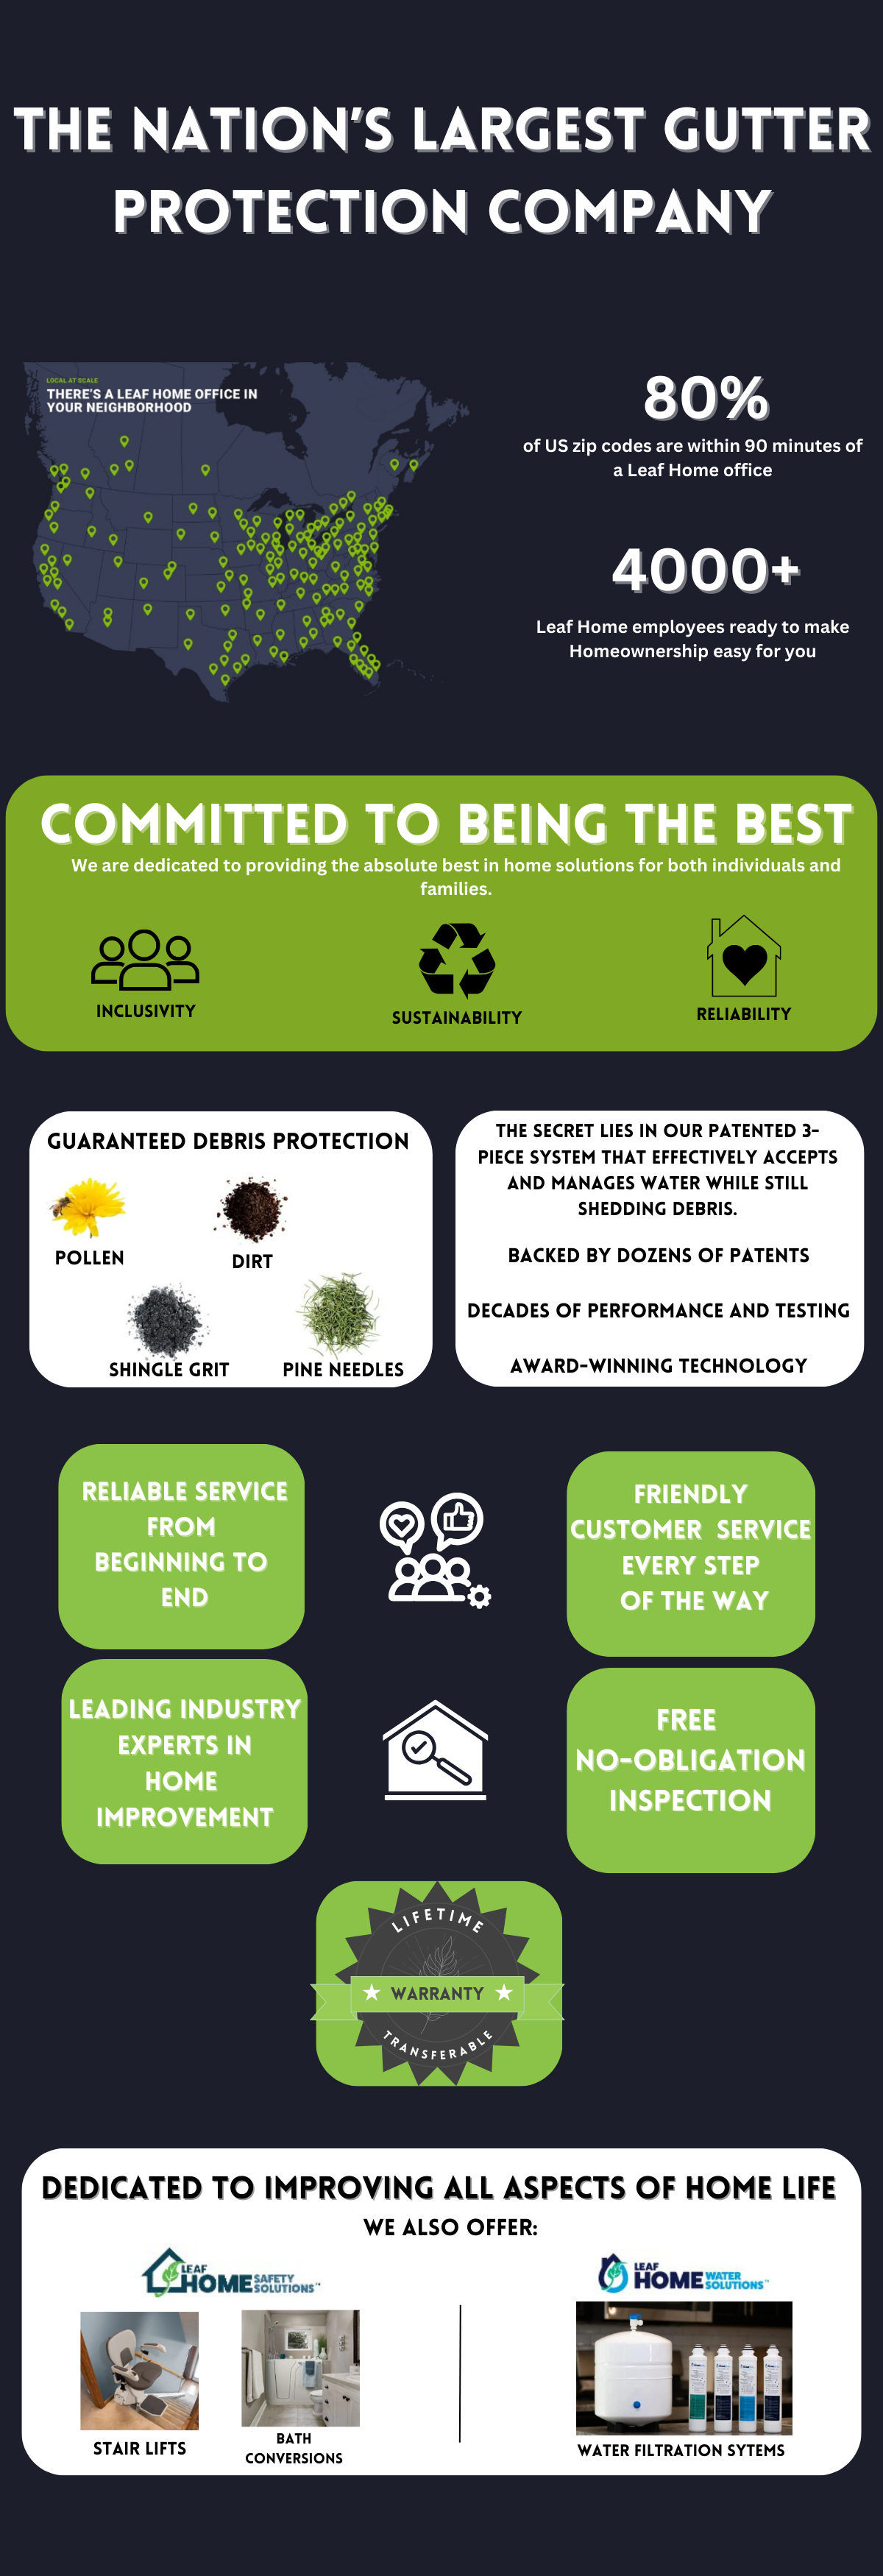 THE NATION'S LARGEST GUTTER
PROTECTION COMPANY
LOCAL AT SCALE
THERE'S A LEAF HOME OFFICE IN
YOUR NEIGHBORHOOD
80%
of US zip codes are within 90 minutes of
a Leaf Home office
4000+
Leaf Home employees ready to make
Homeownership easy for you
COMMITTED TO BEING THE BEST
We are dedicated to providing the absolute best in home solutions for both individuals and
families.
INCLUSIVITY
SUSTAINABILITY
RELIABILITY
GUARANTEED DEBRIS PROTECTION
POLLEN
DIRT
SHINGLE GRIT
PINE NEEDLES
THE SECRET LIES IN OUR PATENTED 3-
PIECE SYSTEM THAT EFFECTIVELY ACCEPTS
AND MANAGES WATER WHILE STILL
SHEDDING DEBRIS.
BACKED BY DOZENS OF PATENTS
DECADES OF PERFORMANCE AND TESTING
AWARD-WINNING TECHNOLOGY
RELIABLE SERVICE
FROM
BEGINNING TO
END
FRIENDLY
CUSTOMER SERVICE
EVERY STEP
OF THE WAY
LEADING INDUSTRY
EXPERTS IN
HOME
IMPROVEMENT
FREE
NO-OBLIGATION
INSPECTION
LIFETIME
WARRANTY
TRANSFERABLE
DEDICATED TO IMPROVING ALL ASPECTS OF HOME LIFE
WE ALSO OFFER:
LEAF
HOME SAFETY
SOLUTIONS™
LEAF
HOME WATER
SOLUTIONS™
STAIR LIFTS
BATH
CONVERSIONS
WATER FILTRATION SYTEMS